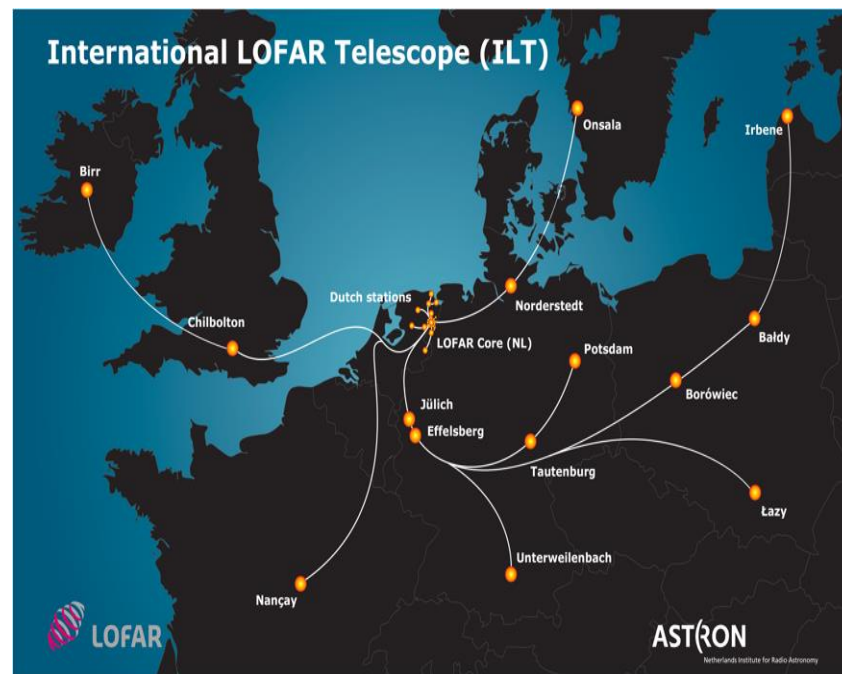 International LOFAR Telescope (ILT)
Onsala
Irbene
Birr
Dutch stations
Norderstedt
Chilbolton
LOFAR Core (NL)
Bałdy
Potsdam
Borówiec
Jülich
Effelsberg
Tautenburg
Łazy
Unterweilenbach
Nançay
LOFAR
ASTRON
Netherlands Institute for Radio Astronomy